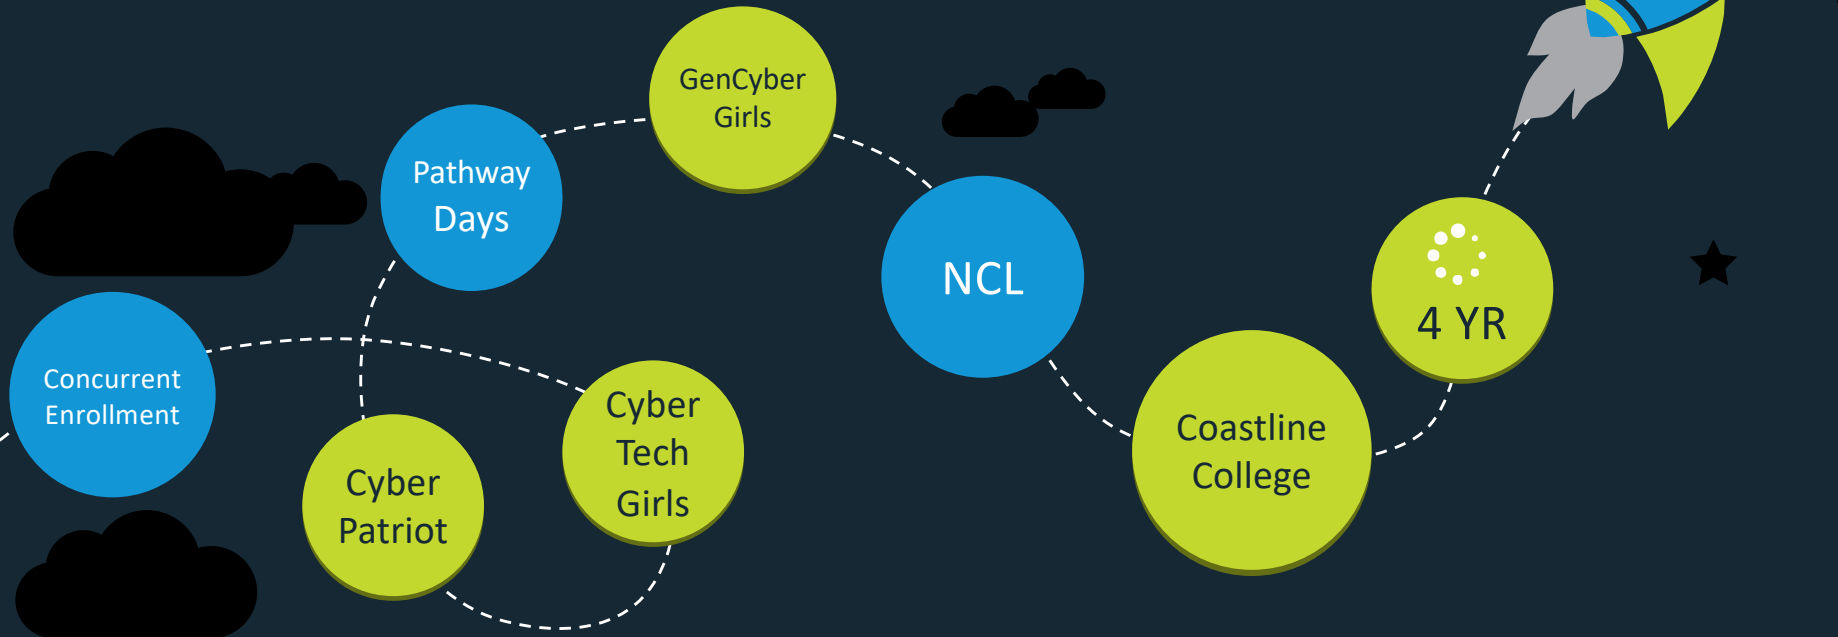 Concurrent
Enrollment
Cyber
Tech
Girls
Cyber
Patriot
Pathway
Days
GenCyber
Girls
NCL
Coastline
College
4 YR